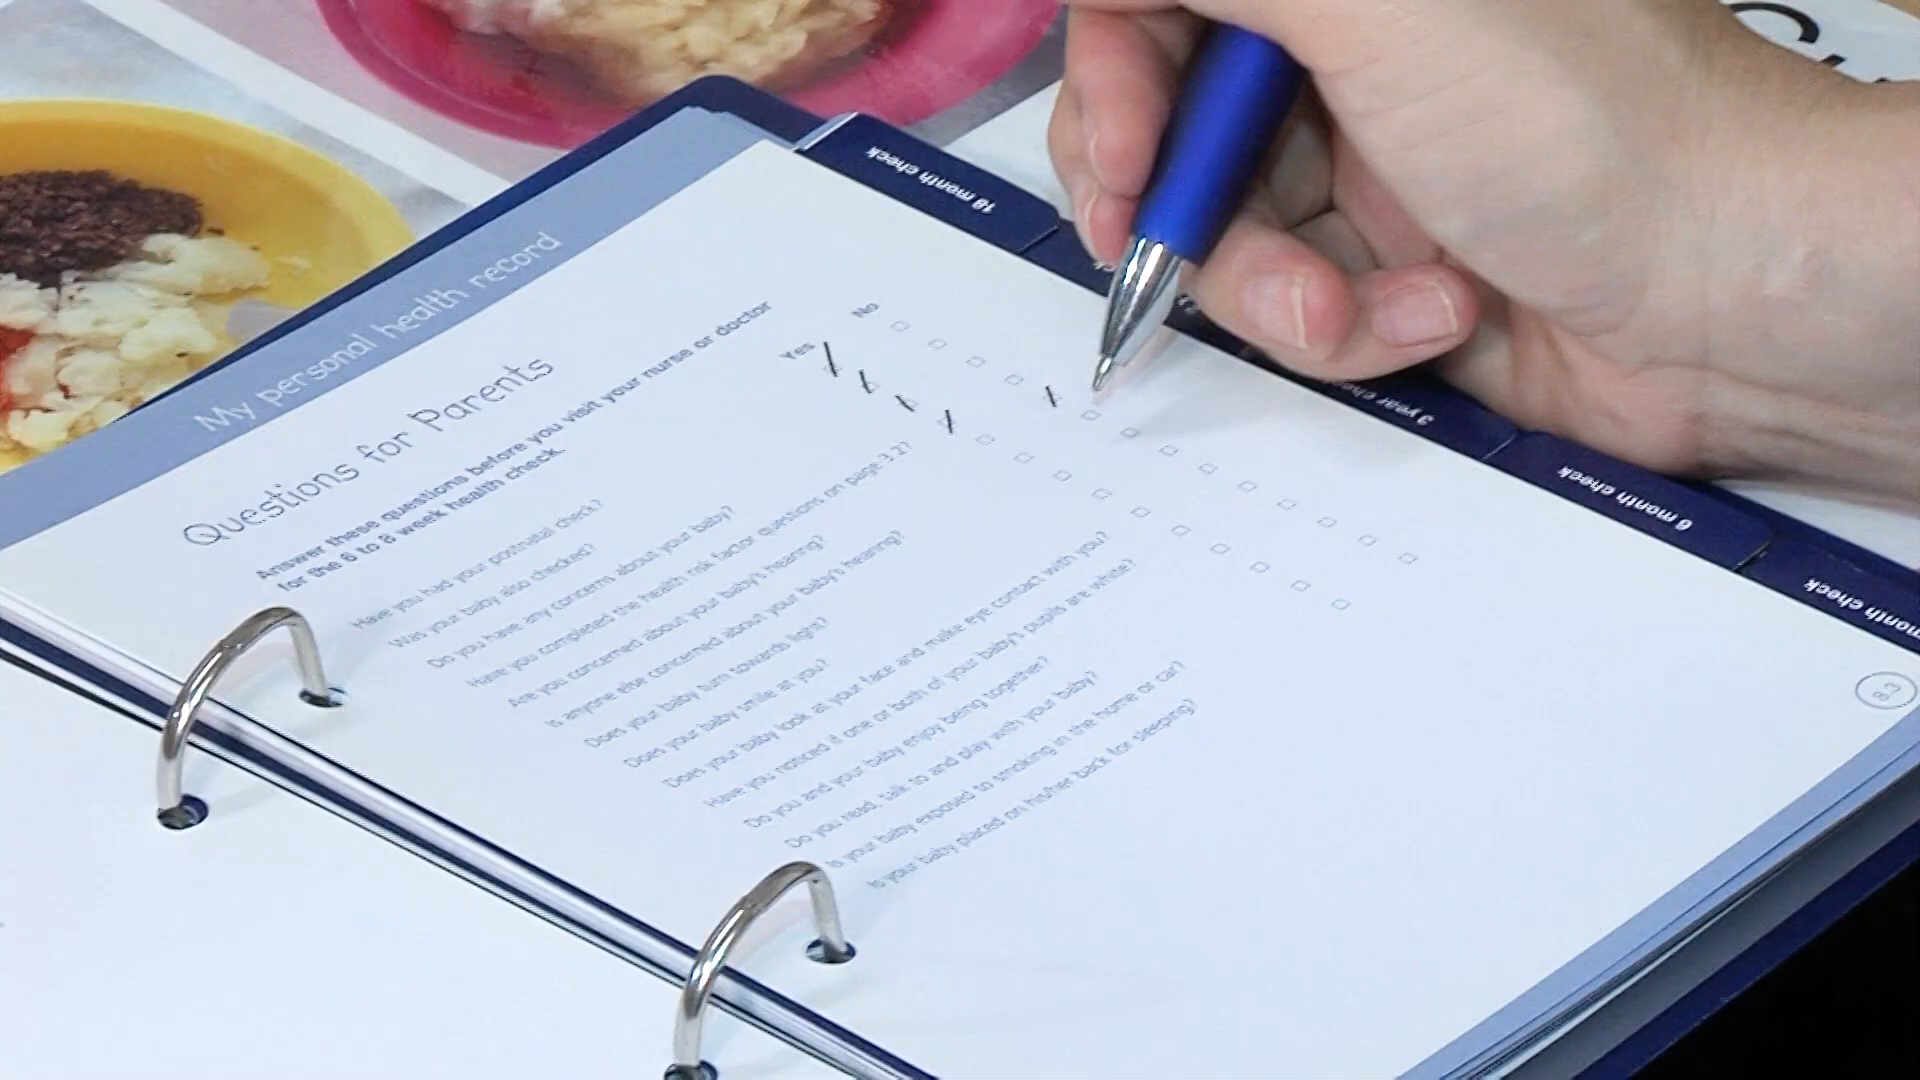 My personal health record
Questions for Parents
Answer these questions before you visit your nurse or doctor
for the 6 to 8 week health check.
Yes No
Have you had your postnatal check?
Was your baby also checked?
Do you have any concerns about your baby?
Have you completed the health risk factor questions on page 3.2?
Are you concerned about your baby's hearing?
Is anyone else concerned about your baby's hearing?
Does your baby turn towards light?
Does your baby smile at you?
Does your baby look at your face and make eye contact with you?
Have you noticed if one or both of your baby's pupils are white?
Do you and your baby enjoy being together?
Do you read, talk to and play with your baby?
Is your baby exposed to smoking in the home or car?
Is your baby placed on his/her back for sleeping?
18 month check
3 year check
6 month check
month check